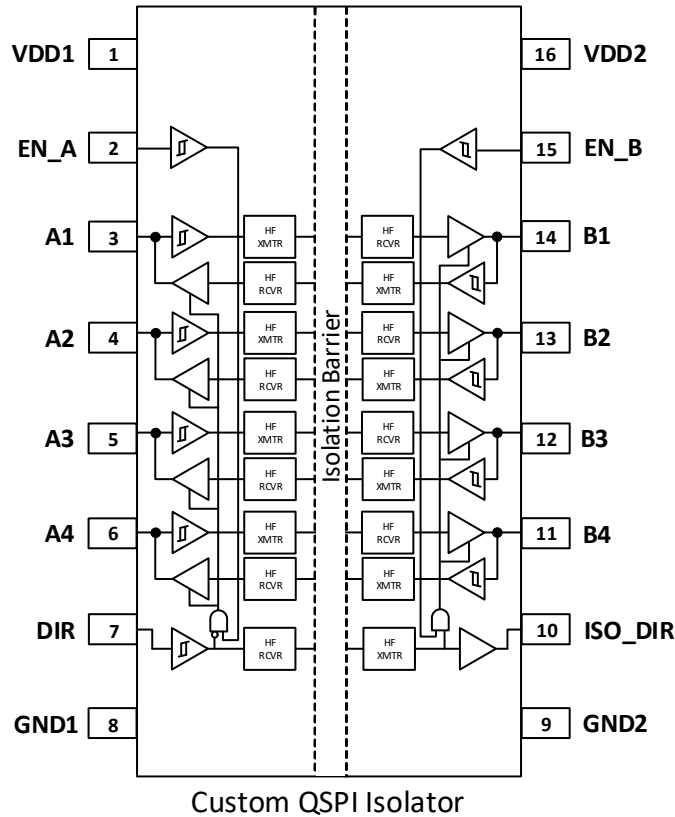 VDD1 1 16 VDD2
EN_A 2 15 EN_B
A1 3 HF XMTR HF RCVR 14 B1
HF RCVR HF XMTR
A2 4 HF XMTR HF RCVR 13 B2
HF RCVR HF XMTR
Isolation Barrier
A3 5 HF XMTR HF RCVR 12 B3
HF RCVR HF XMTR
A4 6 HF XMTR HF RCVR 11 B4
HF RCVR HF XMTR
DIR 7 HF RCVR HF XMTR 10 ISO_DIR
GND1 8 9 GND2
Custom QSPI Isolator